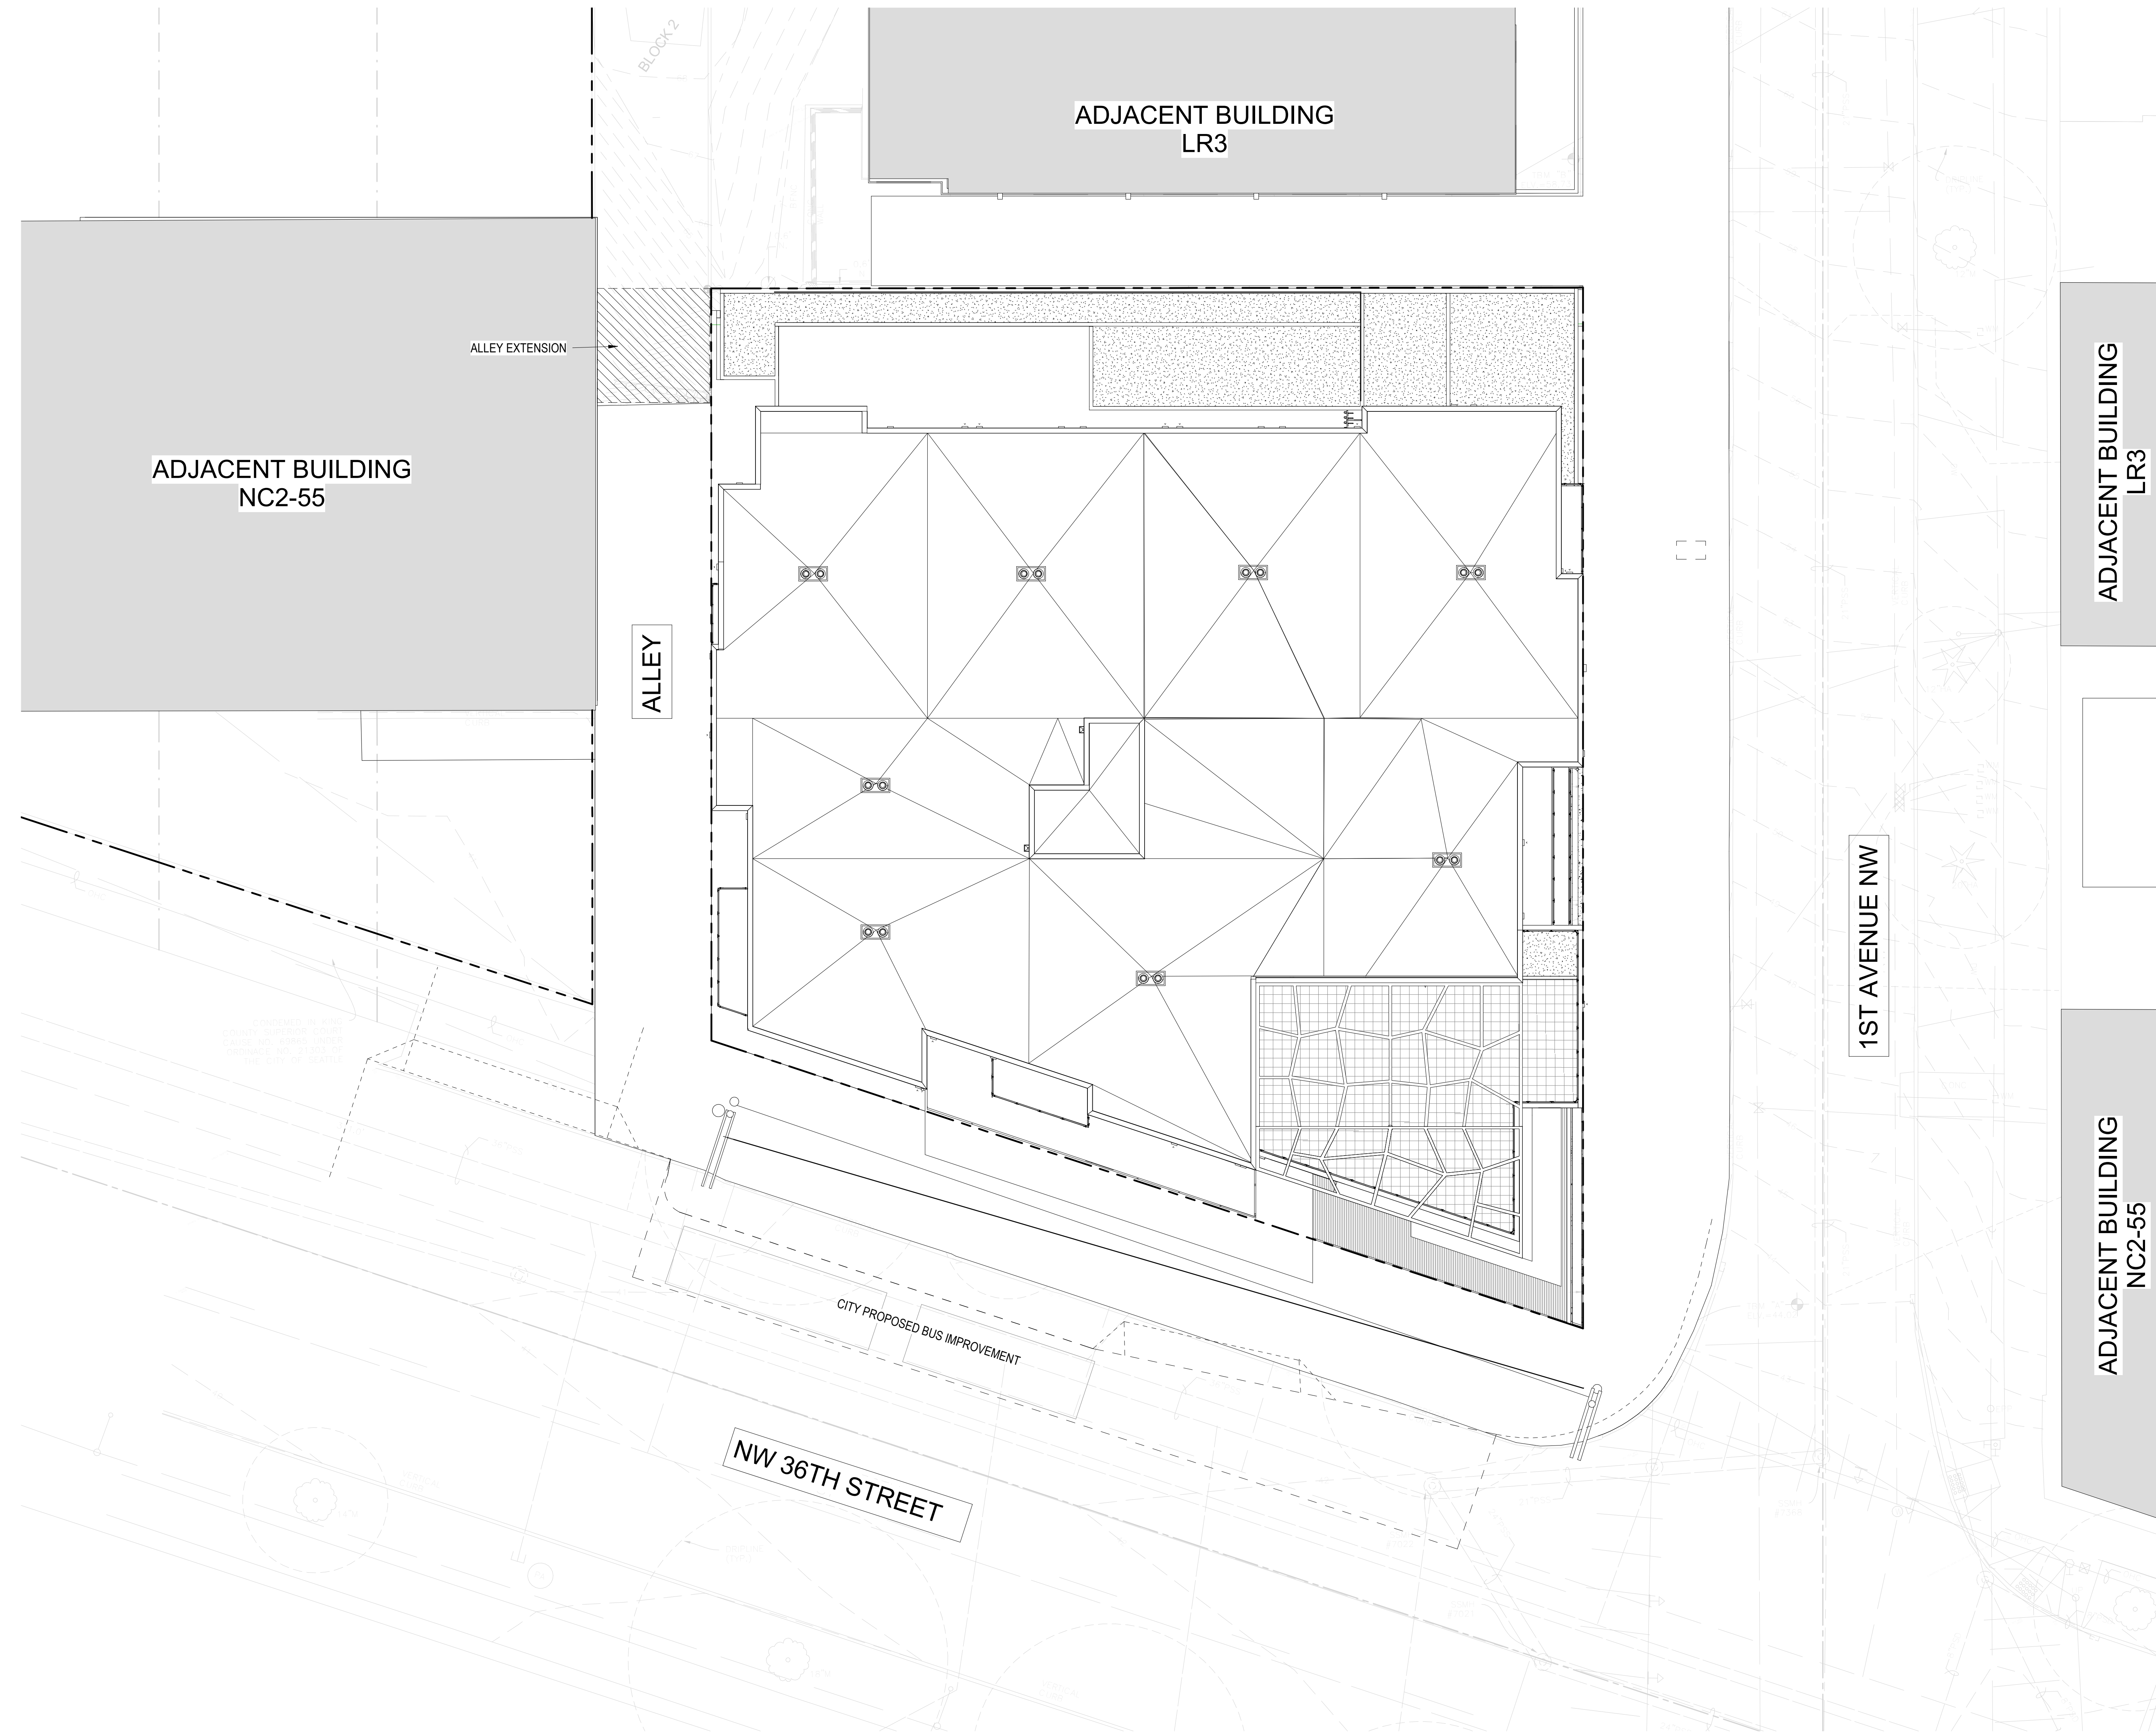 BLOCK 2
ADJACENT BUILDING
LR3
ALLEY EXTENSION
ADJACENT BUILDING
NC2-55
ADJACENT BUILDING
LR3
ALLEY
1ST AVENUE NW
ADJACENT BUILDING
NC2-55
CITY PROPOSED BUS IMPROVEMENT
NW 36TH STREET